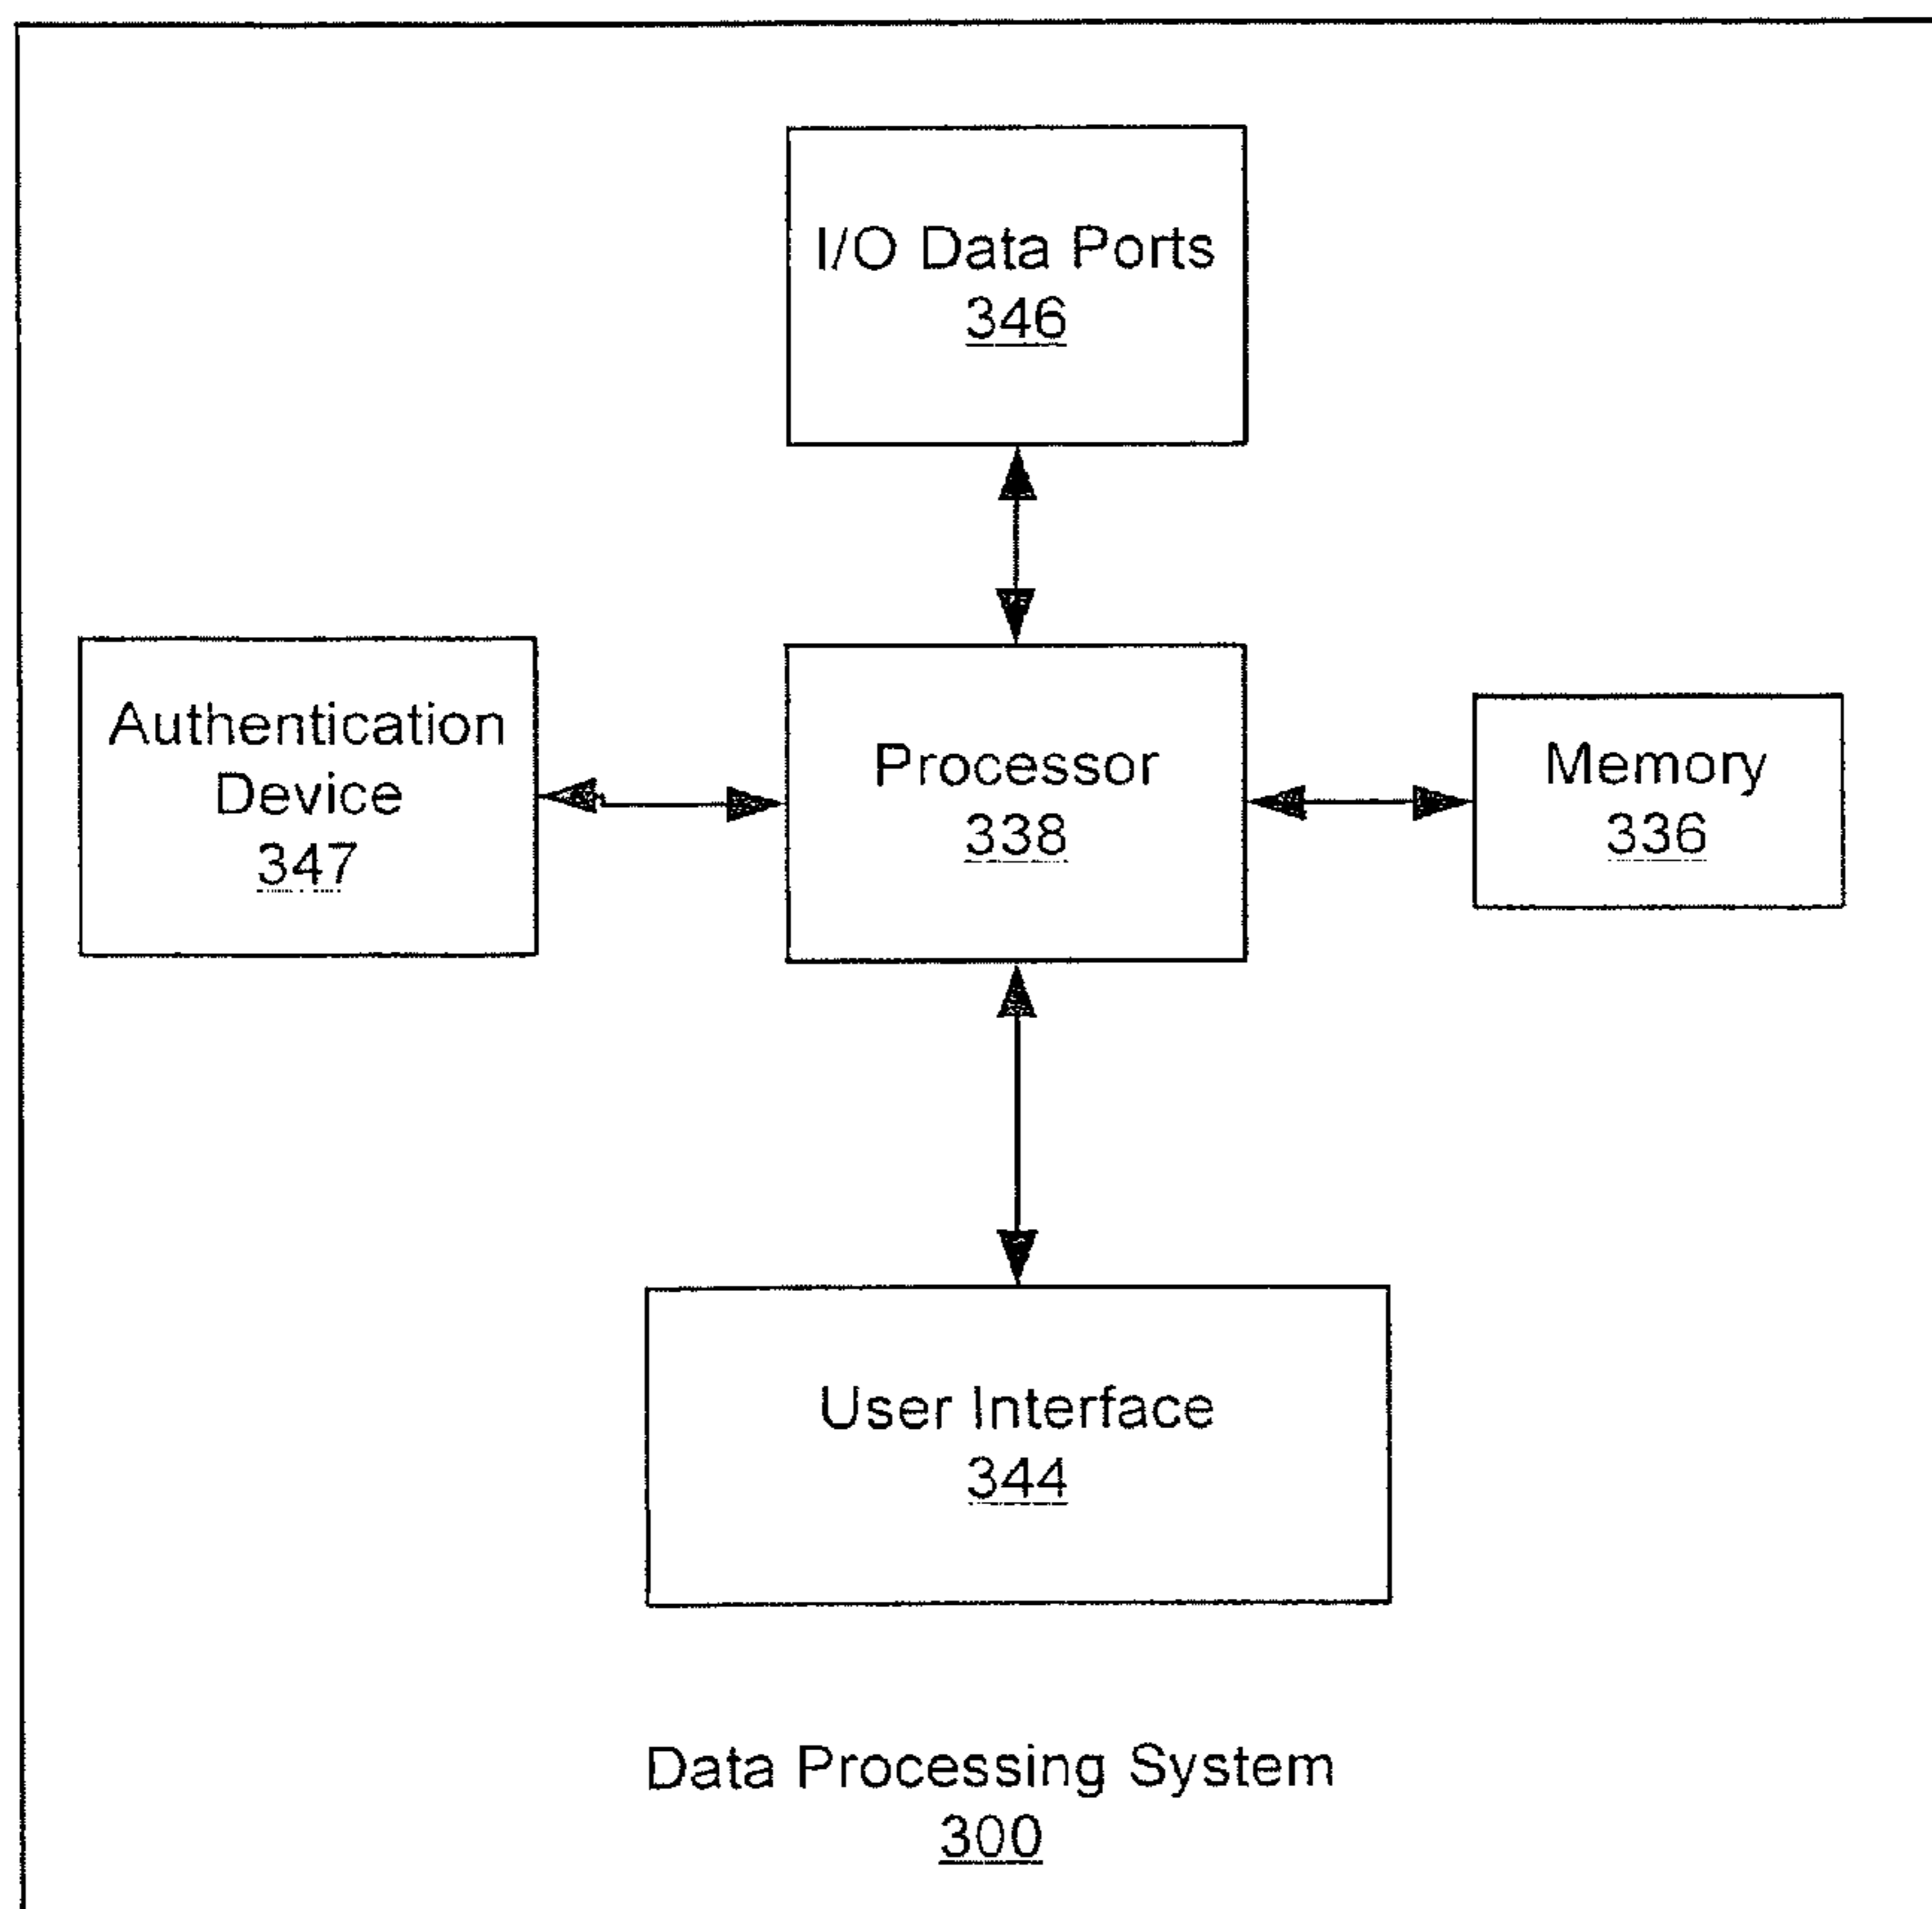 I/O Data Ports
346
Authentication
Device
347
Processor
338
Memory
336
User Interface
344
Data Processing System
300